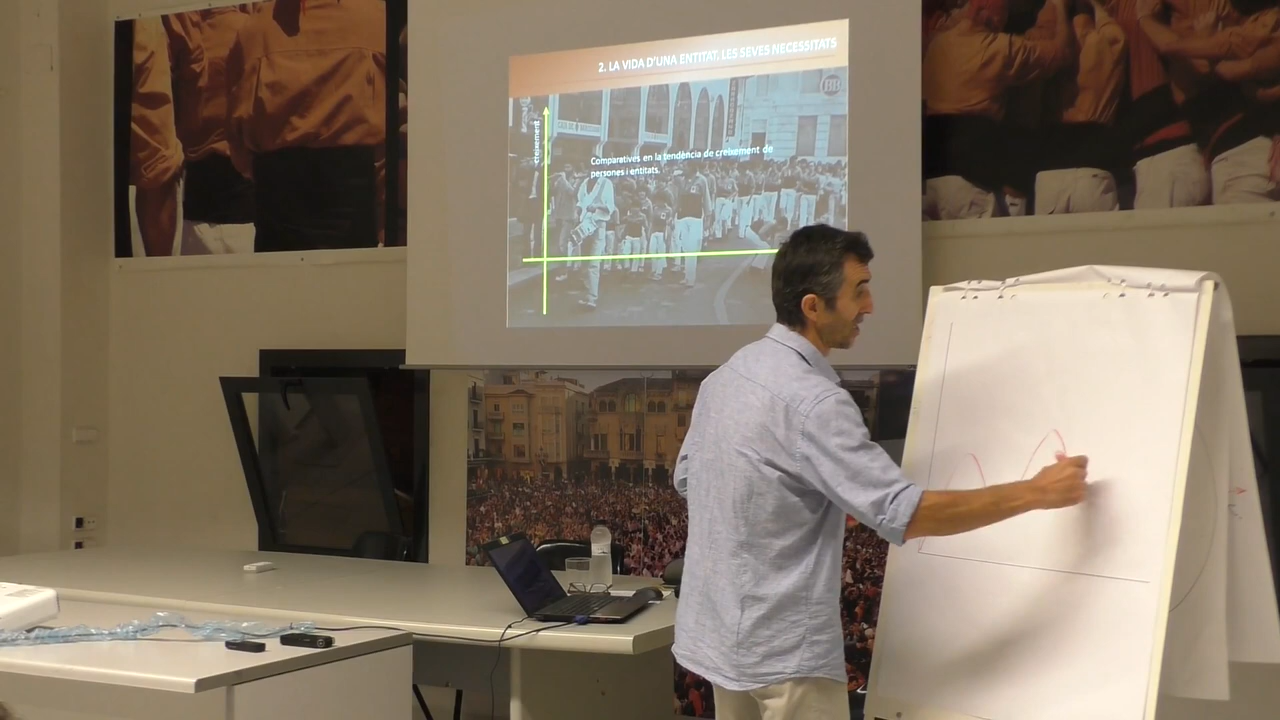 2. LA VIDA D'UNA ENTITAT, LES SEVES NECESSITATS
creixement
Comparatives en la tendència de creixement de
persones i entitats.